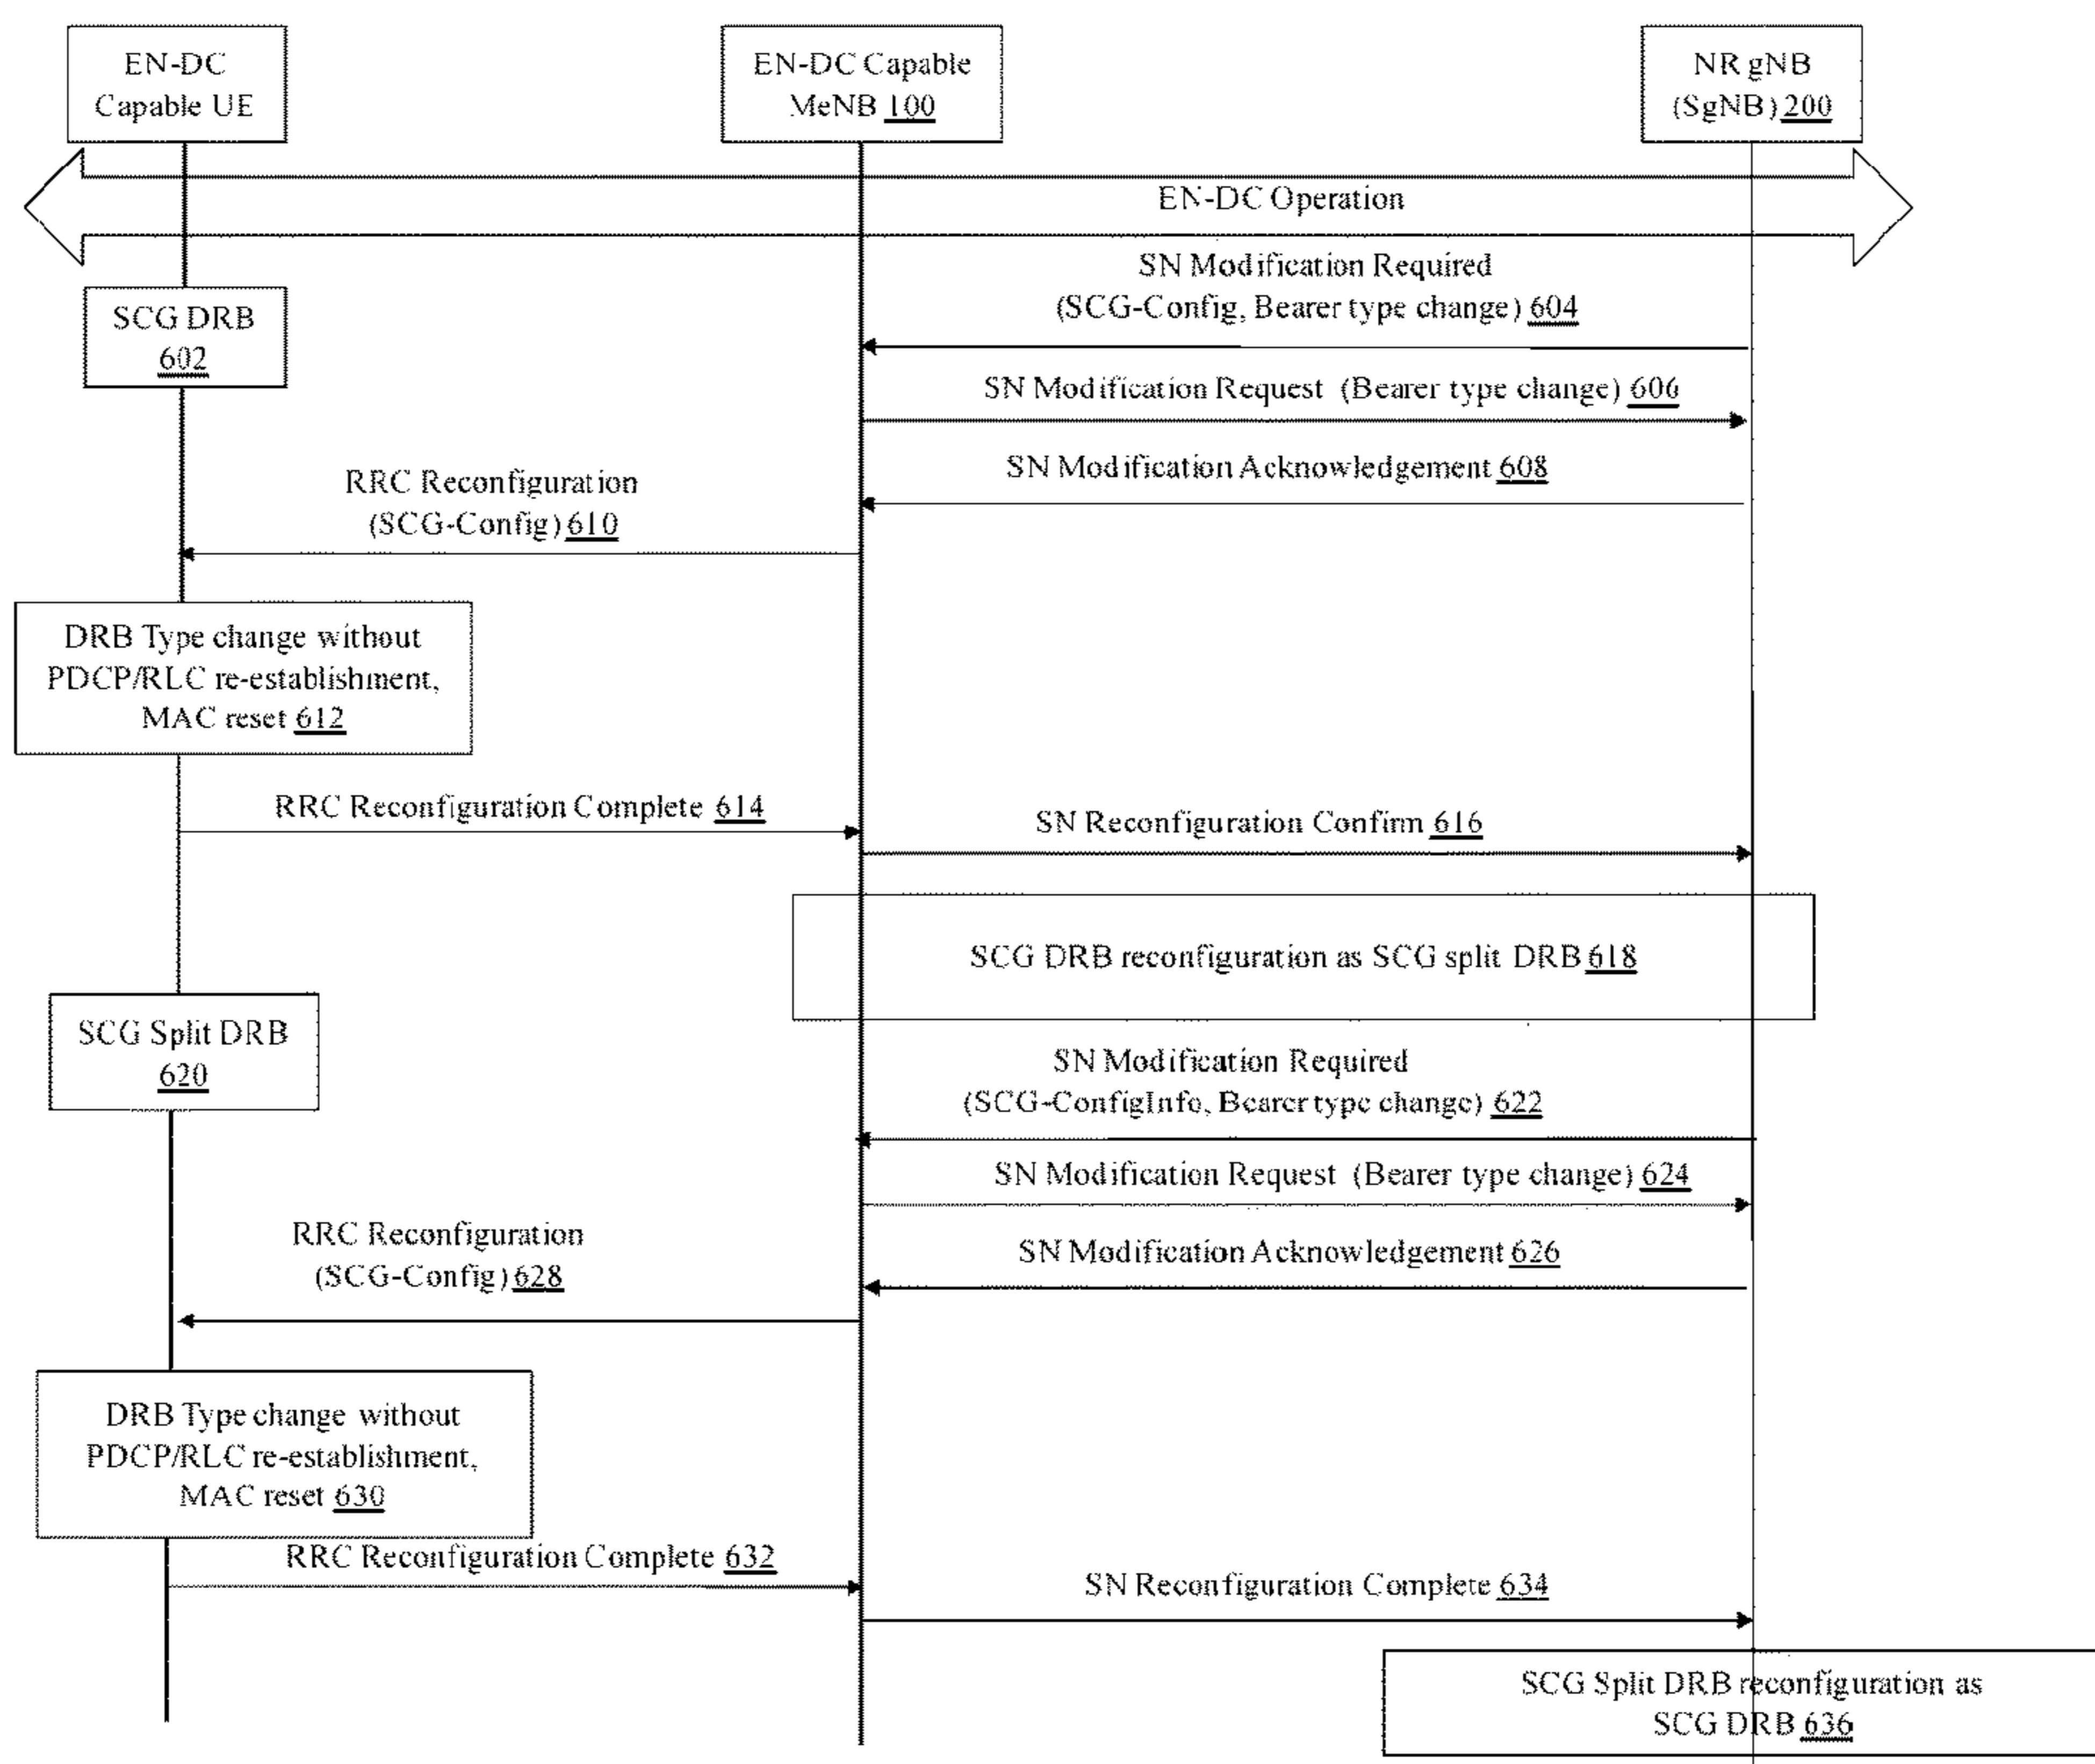 EN-DC
Capable UE
EN-DC Capable
MeNB 100
NR gNB
(SgNB) 200
EN-DC Operation
SN Modification Required
(SCG-Config, Bearer type change) 604
SCG DRB
602
SN Modification Request (Bearer type change) 606
SN Modification Acknowledgement 608
RRC Reconfiguration
(SCG-Config) 610
DRB Type change without
PDCP/RLC re-establishment,
MAC reset 612
RRC Reconfiguration Complete 614
SN Reconfiguration Confirm 616
SCG DRB reconfiguration as SCG split DRB 618
SCG Split DRB
620
SN Modification Required
(SCG-ConfigInfo, Bearer type change) 622
SN Modification Request (Bearer type change) 624
RRC Reconfiguration
(SCG-Config) 628
SN Modification Acknowledgement 626
DRB Type change without
PDCP/RLC re-establishment,
MAC reset 630
RRC Reconfiguration Complete 632
SN Reconfiguration Complete 634
SCG Split DRB reconfiguration as
SCG DRB 636